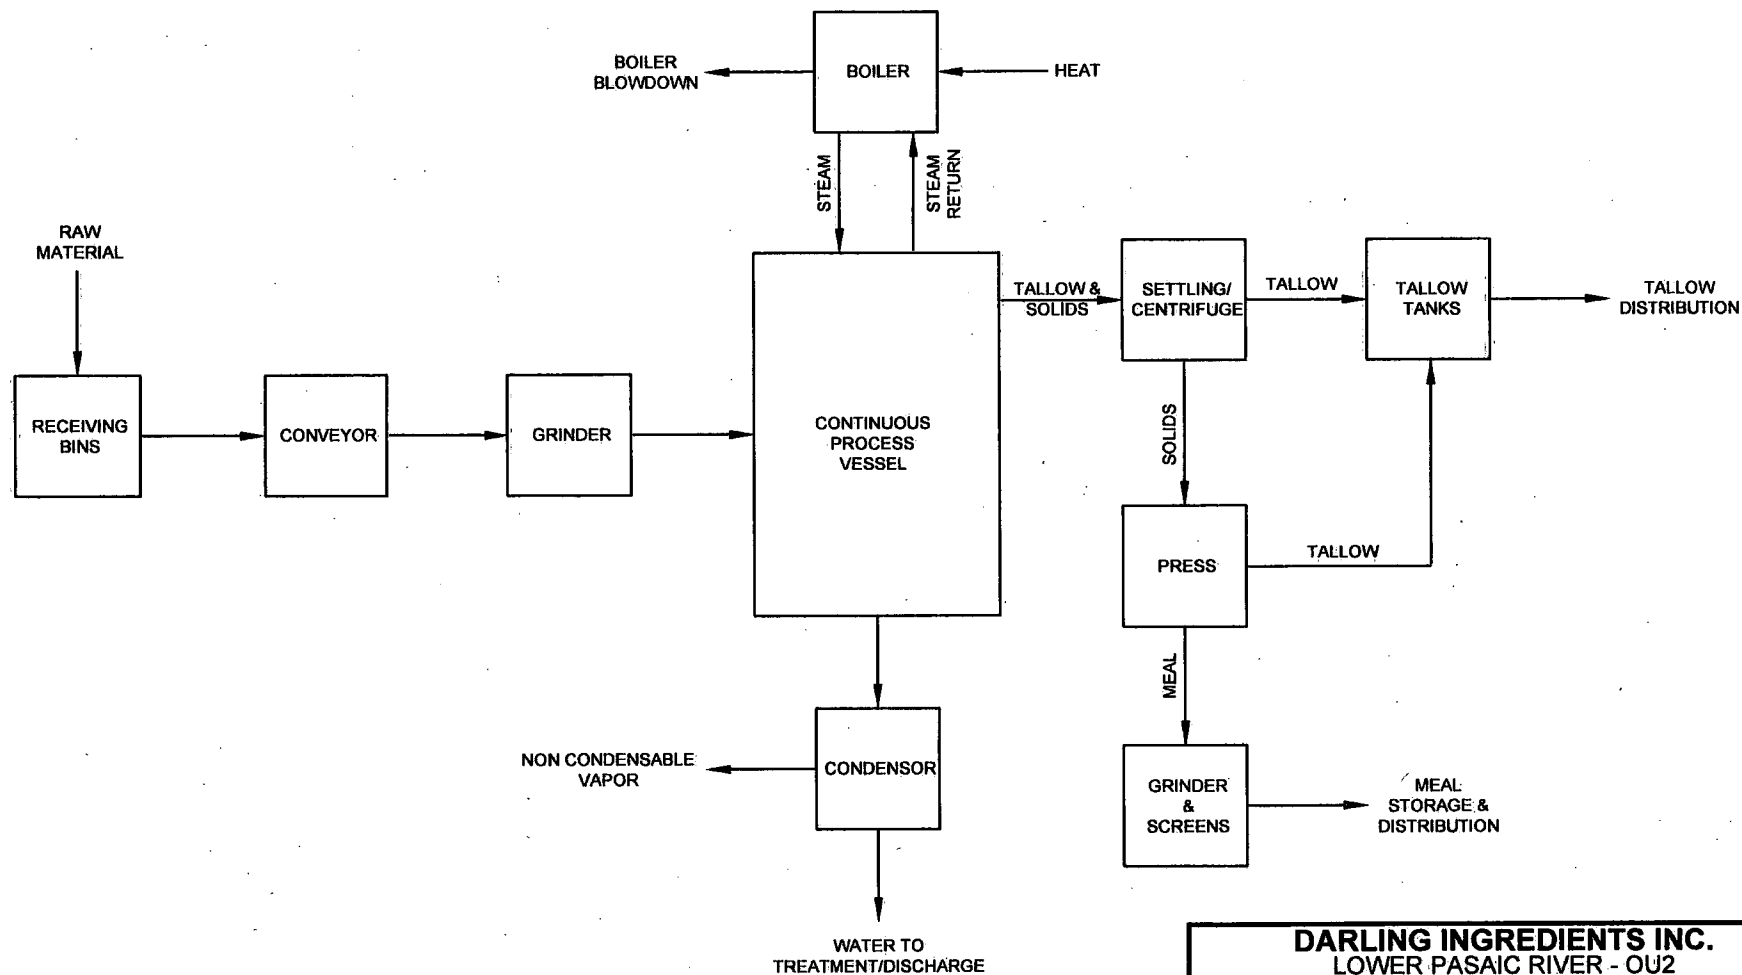 BOILER
BLOWDOWN
BOILER
HEAT
STEAM
STEAM
RETURN
RAW
MATERIAL
RECEIVING
BINS
CONVEYOR
GRINDER
CONTINUOUS
PROCESS
VESSEL
TALLOW &
SOLIDS
SETTLING/
CENTRIFUGE
TALLOW
TALLOW
TANKS
TALLOW
DISTRIBUTION
SOLIDS
PRESS
TALLOW
MEAL
NON CONDENSABLE
VAPOR
CONDENSOR
GRINDER
&
SCREENS
MEAL
STORAGE &
DISTRIBUTION
WATER TO
TREATMENT/DISCHARGE
DARLING INGREDIENTS INC.
LOWER PASAIC RIVER - OU2